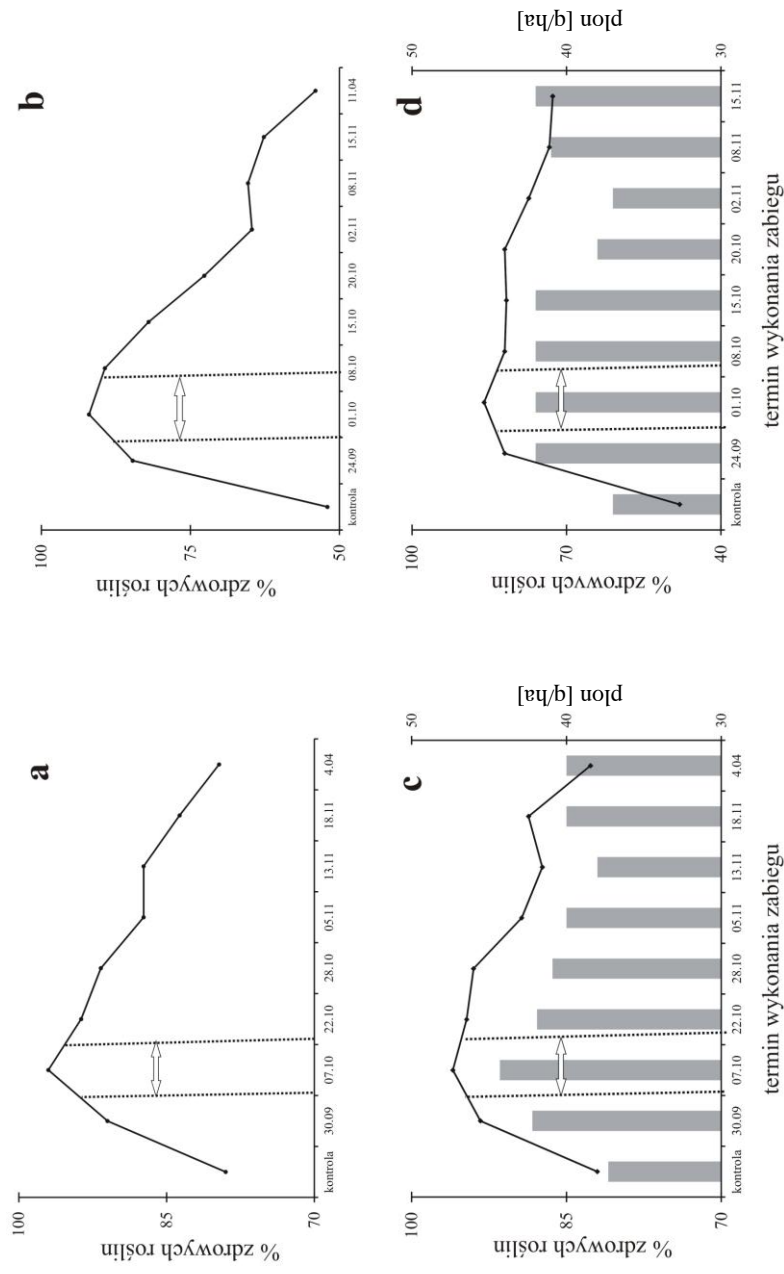 a
% zdrowych roślin
100
85
70
kontrola 30.09 07.10 22.10 28.10 05.11 13.11 18.11 4.04
b
% zdrowych roślin
100
75
50
kontrola 24.09 01.10 08.10 15.10 20.10 02.11 08.11 15.11 11.04
c
% zdrowych roślin
100
85
70
plon [q/ha]
50
40
30
kontrola 30.09 07.10 22.10 28.10 05.11 13.11 18.11 4.04
termin wykonania zabiegu
d
% zdrowych roślin
100
70
40
plon [q/ha]
50
40
30
kontrola 24.09 01.10 08.10 15.10 20.10 02.11 08.11 15.11
termin wykonania zabiegu